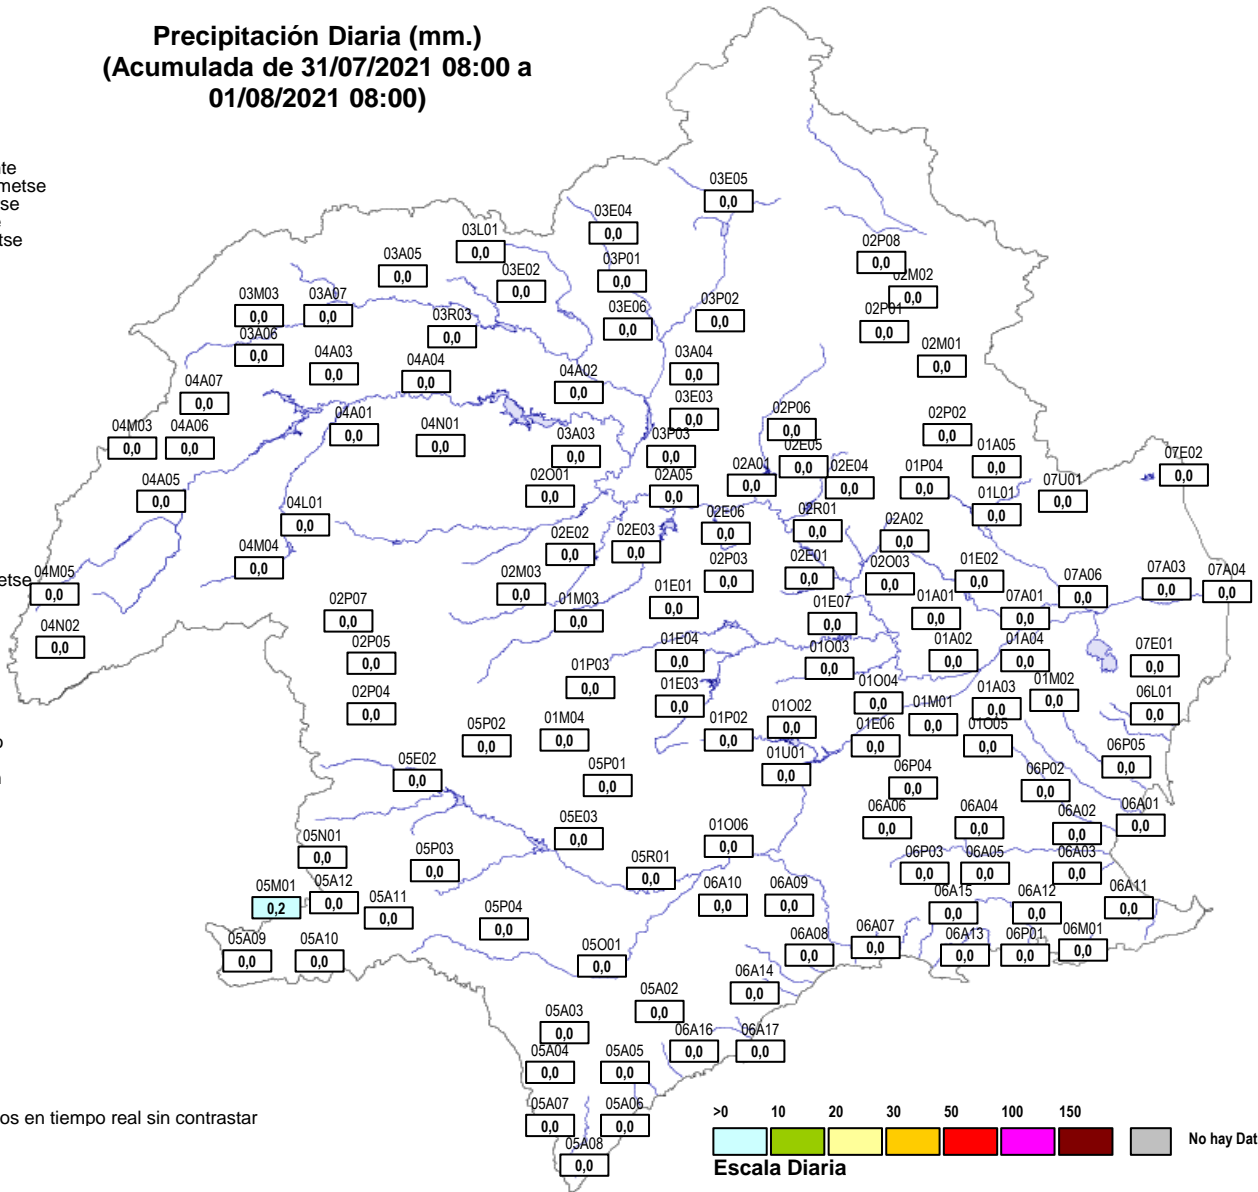 Precipitación Diaria (mm.)
(Acumulada de 31/07/2021 08:00 a
01/08/2021 08:00)
03E05
0,0
03E04
0,0
03L01
0,0
03P01
0,0
02P08
0,0
03A05
0,0
03E02
0,0
02M02
0,0
03M03
0,0
03A07
0,0
03P02
0,0
03E06
0,0
02P01
0,0
03R03
0,0
03A06
0,0
04A03
0,0
04A04
0,0
03A04
0,0
02M01
0,0
04A02
0,0
04A07
0,0
03E03
0,0
04A01
0,0
02P06
0,0
02P02
0,0
04M03
0,0
04A06
0,0
04N01
0,0
03A03
0,0
03P03
0,0
02E05
0,0
01A05
0,0
07E02
0,0
04A05
0,0
02O01
0,0
02A05
0,0
02A01
0,0
02E04
0,0
01P04
0,0
07U01
0,0
01L01
0,0
04L01
0,0
02E06
0,0
02R01
0,0
02A02
0,0
02E02
0,0
02E03
0,0
04M04
0,0
02P03
0,0
02E01
0,0
02O03
0,0
01E02
0,0
metse
04M05
0,0
02M03
0,0
07A06
0,0
07A03
0,0
07A04
0,0
01E01
0,0
01M03
0,0
02P07
0,0
01E07
0,0
01A01
0,0
07A01
0,0
04N02
0,0
02P05
0,0
01E04
0,0
01O03
0,0
01A02
0,0
01A04
0,0
07E01
0,0
01P03
0,0
01E03
0,0
01O04
0,0
01A03
0,0
01M02
0,0
06L01
0,0
02P04
0,0
01O02
0,0
01M01
0,0
05P02
0,0
01M04
0,0
01P02
0,0
01E06
0,0
01O05
0,0
05E02
0,0
05P01
0,0
01U01
0,0
06P04
0,0
06P02
0,0
06P05
0,0
05E03
0,0
01O06
0,0
06A06
0,0
06A04
0,0
06A02
0,0
06A01
0,0
05N01
0,0
05P03
0,0
05R01
0,0
06P03
0,0
06A05
0,0
06A03
0,0
05M01
0,2
05A12
0,0
05A11
0,0
06A10
0,0
06A09
0,0
06A15
0,0
06A12
0,0
06A11
0,0
05P04
0,0
05A09
0,0
05A10
0,0
05O01
0,0
06A08
0,0
06A07
0,0
06A13
0,0
06P01
0,0
06M01
0,0
06A14
0,0
05A02
0,0
05A03
0,0
06A16
0,0
06A17
0,0
05A04
0,0
05A05
0,0
05A07
0,0
05A06
0,0
05A08
0,0
os en tiempo real sin contrastar
>0 10 20 30 50 100 150
No hay Dat
Escala Diaria